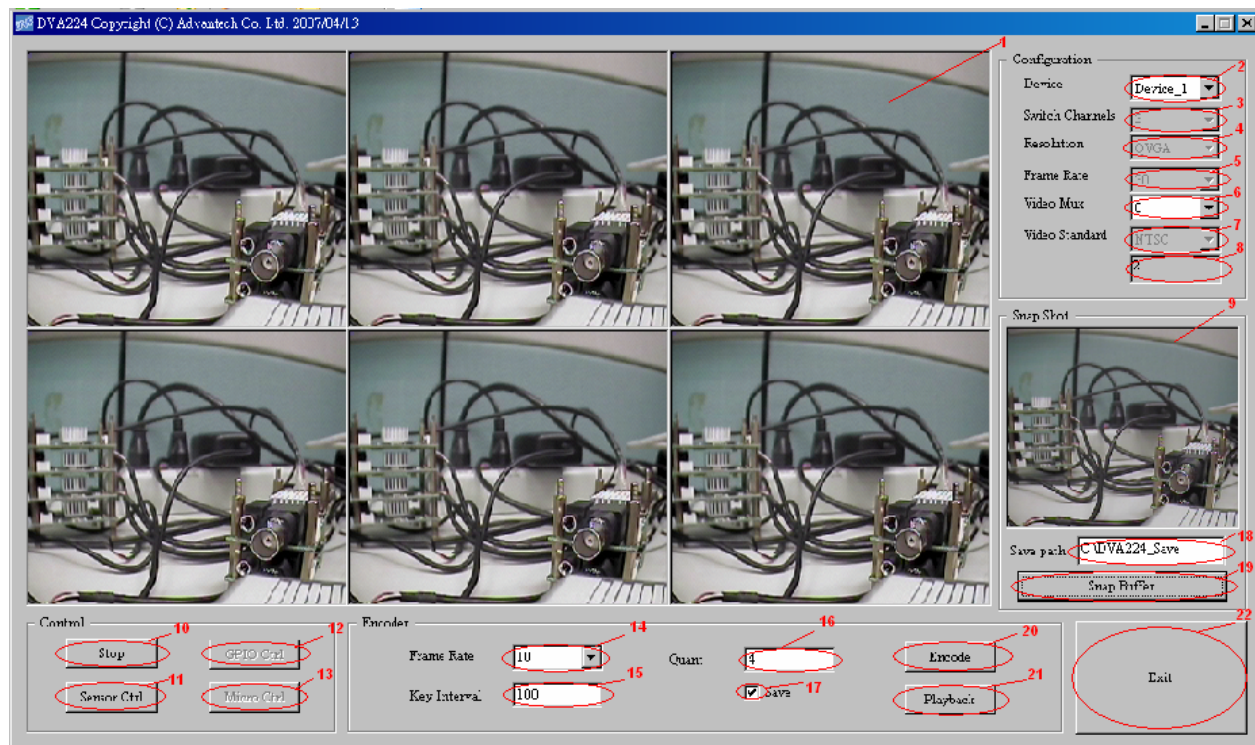 DVA224 Copyright (C) Advantech Co. Ltd. 2007/04/13
1
Configuration
2
Device Device_1
3
Switch Channels
4
Resolution QVGA
5
Frame Rate 30
6
Video Mux
7
Video Standard NTSC
8
2
9
Snap Shot
18
Save path C:\DVA224_Save
19
Snap Buffer
Control
10
Stop
12
GPIO Ctrl
11
Sensor Ctrl
13
Micro Ctrl
Encoder
14
Frame Rate 10
16
Quant 4
20
Encode
15
Key Interval 100
17
Save
21
Playback
22
Exit